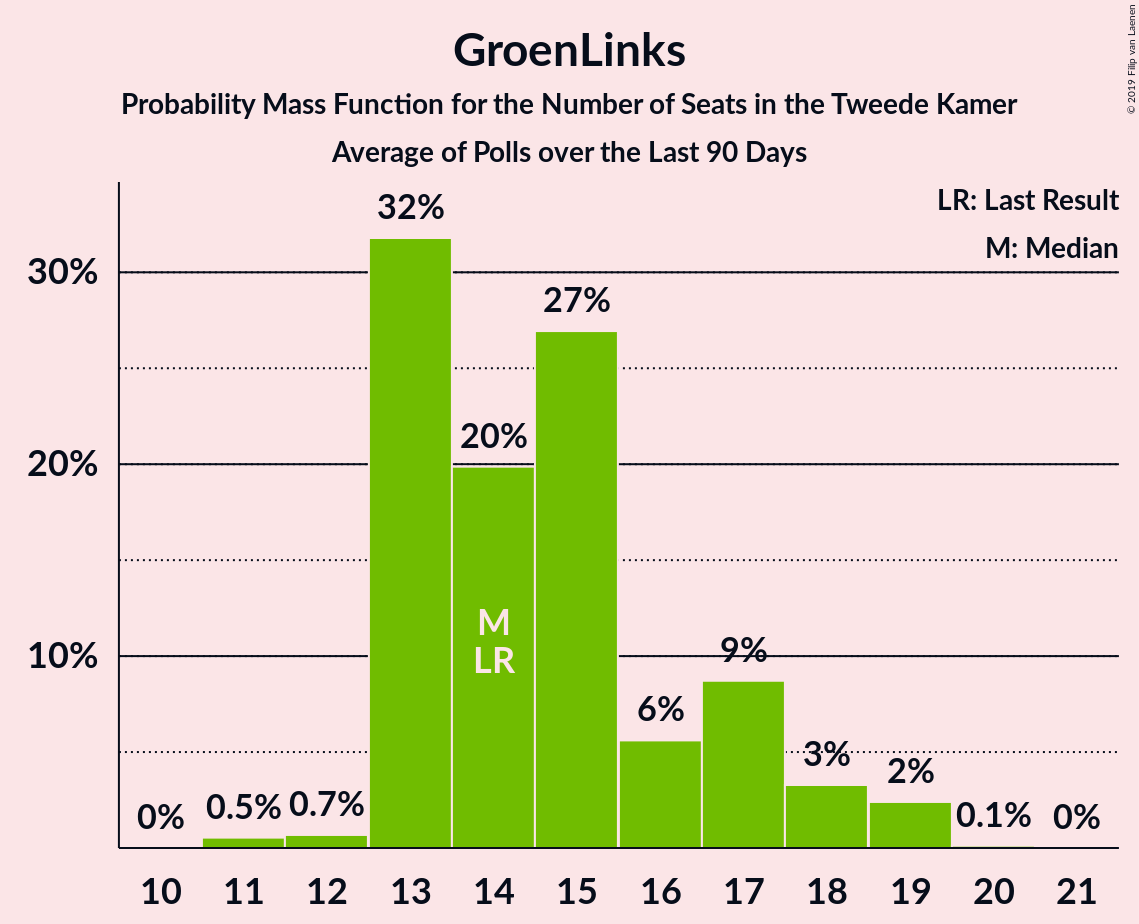 GroenLinks
Probability Mass Function for the Number of Seats in the Tweede Kamer
Average of Polls over the Last 90 Days
© 2019 Filip van Laenen
LR: Last Result
M: Median
30%
20%
10%
0%
0.5%
0.7%
32%
20%
27%
6%
9%
3%
2%
0.1%
0%
M
LR
10 11 12 13 14 15 16 17 18 19 20 21